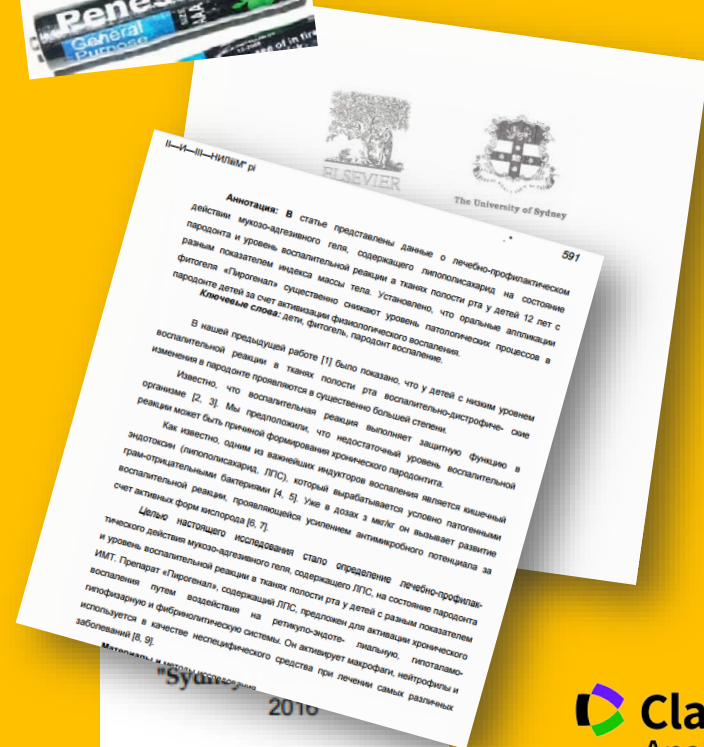 Penes
General
Purpose
SIZE
AAA
ELSEVIER
The University of Sydney
591
Аннотация: В статье представлены данные о лечебно-профилактическом
действии мукозо-адгезивного геля, содержащего липополисахарид на состояние
пародонта и уровень воспалительной реакции а тканях полости рта у детей 12 лет с
разным показателем индекса массы тела. Установлено, что оральные аппликации
фитогеля «Пирогенал» существенно снижают уровень патологических процессов в
пародонте детей за счет активизации физиологического воспаления.
Ключевые слова: дети, фитогель, пародонт воспаление.
В нашей предыдущей работе [1] было показано, что у детей с низким уровнем
воспалительной реакции в тканях полости рта воспалительно-дистрофиче- ские
изменения в пародонте проявляются в существенно большей степени.
Известно, что воспалительная реакция выполняет защитную функцию в
организме [2, 3]. Мы предположили, что недостаточный уровень воспалительной
реакции может быть причиной формирования хронического пародонтита.
Как известно, одним из важнейших индукторов воспаления является кишечный
эндотоксин (липополисахарид, ЛПС), который вырабатывается условно патогенными
грам-отрицательными бактериями [4, 5]. Уже в дозах з мкг/кг он вызывает развитие
воспалительной реакции, проявляющейся усилением антимикробного потенциала за
счет активных форм кислорода [6, 7].
Целью настоящего исследования стало определение лечебно-профилак-
тического действия мукозо-адгезивного геля, содержащего ЛПС, на состояние пародонта
и уровень воспалительной реакции в тканях полости рта у детей с разным показателем
ИМТ. Препарат «Пирогенал», содержащий ЛПС, предложен для активации хронического
воспаления путем воздействия на ретикуло-эндоте- лиальную, гипоталамо-
гипофизарную и фибринолитическую системы. Он активирует макрофаги, нейтрофилы и
используется в качестве неспецифического средства при лечении самых различных
заболеваний [8, 9].
Материалы и методы исследования
2016
Cla